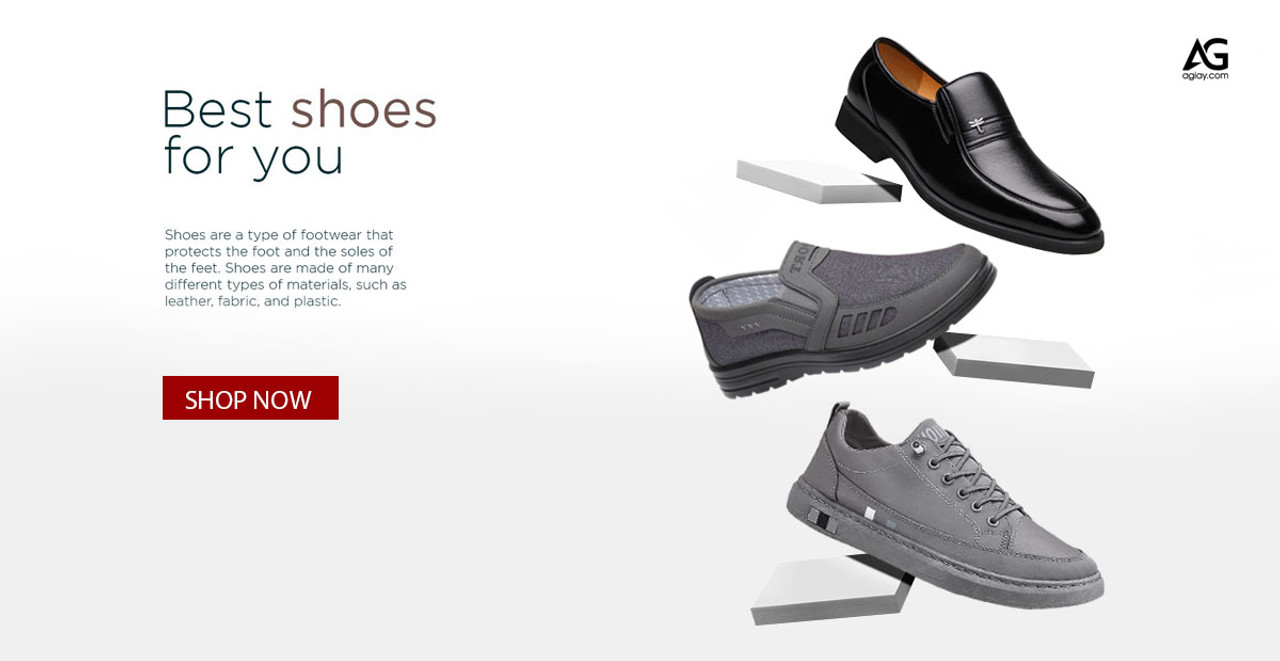 Best shoes
for you
Shoes are a type of footwear that
protects the foot and the soles of
the feet. Shoes are made of many
different types of materials, such as
leather, fabric, and plastic.
SHOP NOW
AG
agiay.com